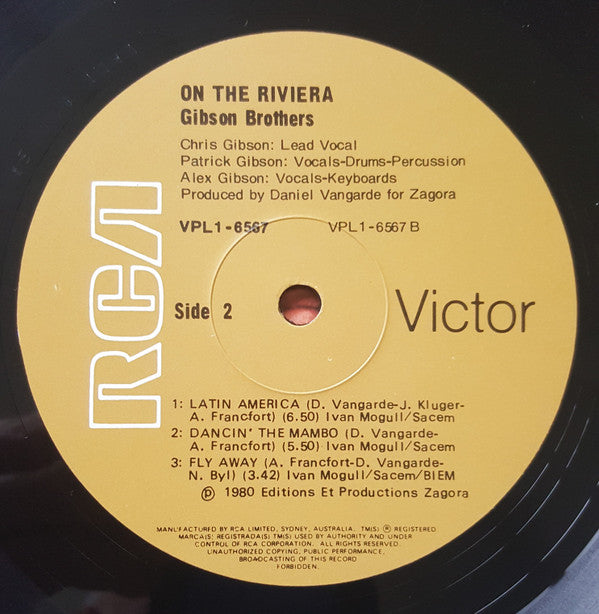 ON THE RIVIERA
Gibson Brothers
Chris Gibson: Lead Vocal
Patrick Gibson: Vocals-Drums-Percussion
Alex Gibson: Vocals-Keyboards
Produced by Daniel Vangarde for Zagora
VPL1-6567 VPL1-6567 B
RCA
Side 2
Victor
1: LATIN AMERICA (D. Vangarde-J. Kluger-
A. Francfort) (6.50) Ivan Mogull/Sacem
2: DANCIN' THE MAMBO (D. Vangarde-
A. Francfort) (5.50) Ivan Mogull/Sacem
3: FLY AWAY (A. Francfort-D. Vangarde-
N. Byl) (3.42) Ivan Mogull/Sacem/BIEM
℗ 1980 Editions Et Productions Zagora
MANUFACTURED BY RCA LIMITED, SYDNEY, AUSTRALIA. TM(S) ® REGISTERED
MARCA(S) REGISTRADA(S) TM(S) USED BY AUTHORITY AND UNDER
CONTROL OF RCA CORPORATION. ALL RIGHTS RESERVED.
UNAUTHORIZED COPYING, PUBLIC PERFORMANCE,
BROADCASTING OF THIS RECORD
FORBIDDEN.